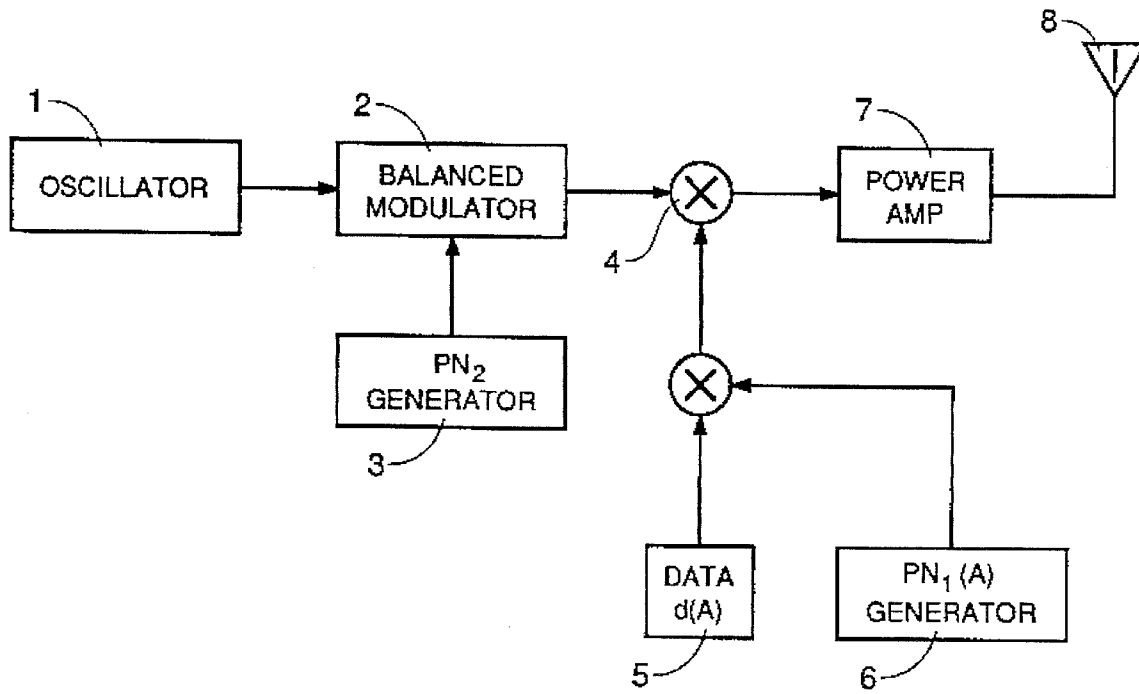 8
1
2
7
OSCILLATOR
BALANCED
MODULATOR
POWER
AMP
4
PN₂
GENERATOR
3
DATA
d(A)
PN₁(A)
GENERATOR
5
6